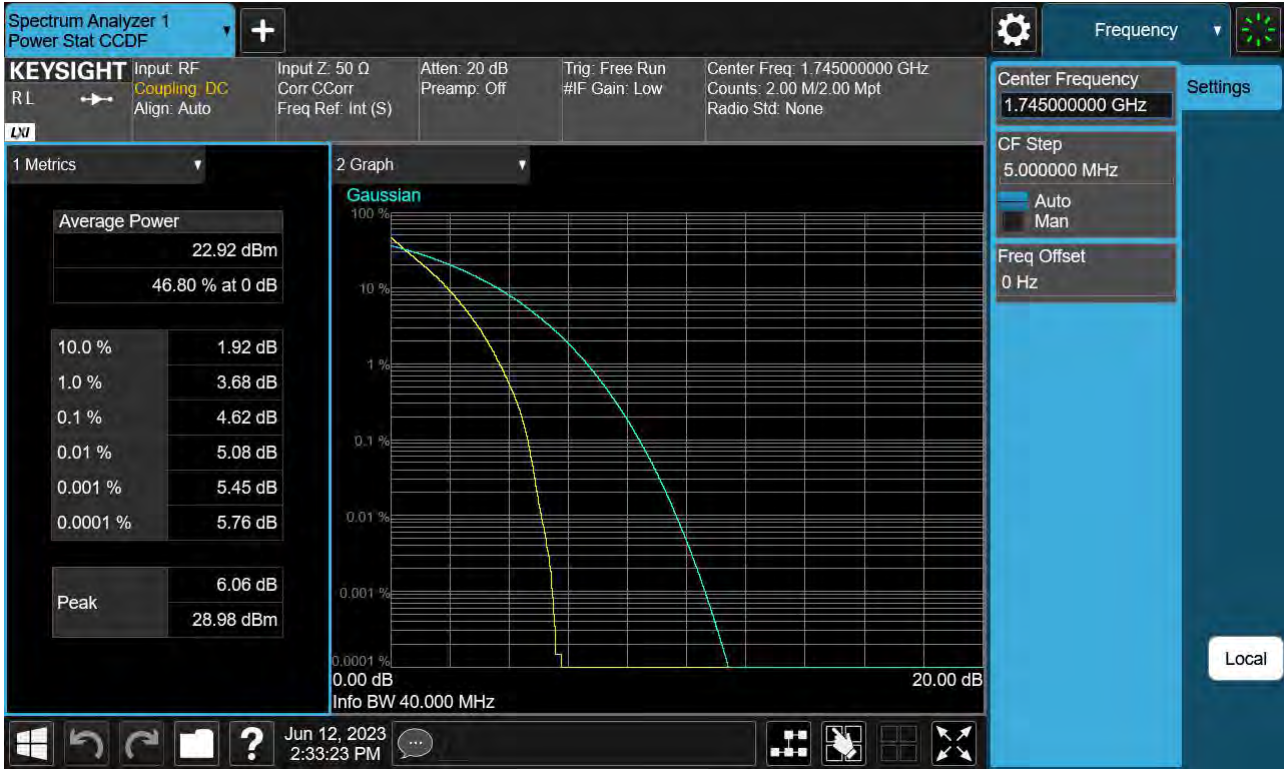 Spectrum Analyzer 1
Power Stat CCDF
Frequency
KEYSIGHT
RL
LXI
Input: RF
Coupling: DC
Align: Auto
Input Z: 50 Ω
Corr CCorr
Freq Ref: Int (S)
Atten: 20 dB
Preamp: Off
Trig: Free Run
#IF Gain: Low
Center Freq: 1.745000000 GHz
Counts: 2.00 M/2.00 Mpt
Radio Std: None
Center Frequency
1.745000000 GHz
Settings
CF Step
5.000000 MHz
Auto
Man
Freq Offset
0 Hz
Local
1 Metrics
Average Power
22.92 dBm
46.80 % at 0 dB
10.0 % 1.92 dB
1.0 % 3.68 dB
0.1 % 4.62 dB
0.01 % 5.08 dB
0.001 % 5.45 dB
0.0001 % 5.76 dB
Peak
6.06 dB
28.98 dBm
2 Graph
Gaussian
100 %
10 %
1 %
0.1 %
0.01 %
0.001 %
0.0001 %
0.00 dB 20.00 dB
Info BW 40.000 MHz
?
Jun 12, 2023
2:33:23 PM